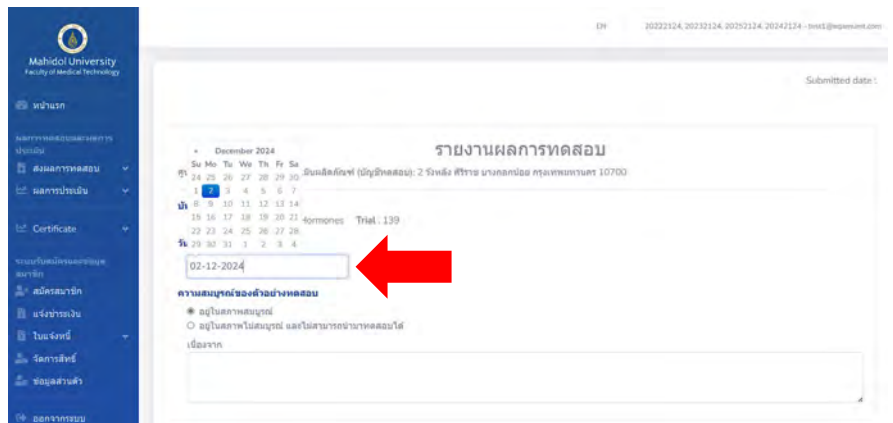 EN
Mahidol University
Faculty of Medical Technology
Submitted date :
หน้าแรก
ส่งผลการทดสอบ
ผลการประเมิน
Certificate
สมัครสมาชิก
แจ้งชำระเงิน
ใบแจ้งหนี้
จัดการสิทธิ์
ข้อมูลส่วนตัว
ออกจากระบบ
รายงานผลการทดสอบ
December 2024
Su Mo Tu We Th Fr Sa
24 25 26 27 28 29 30
1 2 3 4 5 6 7
8 9 10 11 12 13 14
15 16 17 18 19 20 21
22 23 24 25 26 27 28
29 30 31 1 2 3 4
2 วังหลัง ศิริราช บางกอกน้อย กรุงเทพมหานคร 10700
Hormones Trial : 139
02-12-2024
ความสมบูรณ์ของตัวอย่างทดสอบ
อยู่ในสภาพสมบูรณ์
อยู่ในสภาพไม่สมบูรณ์ และไม่สามารถนำมาทดสอบได้
เนื่องจาก